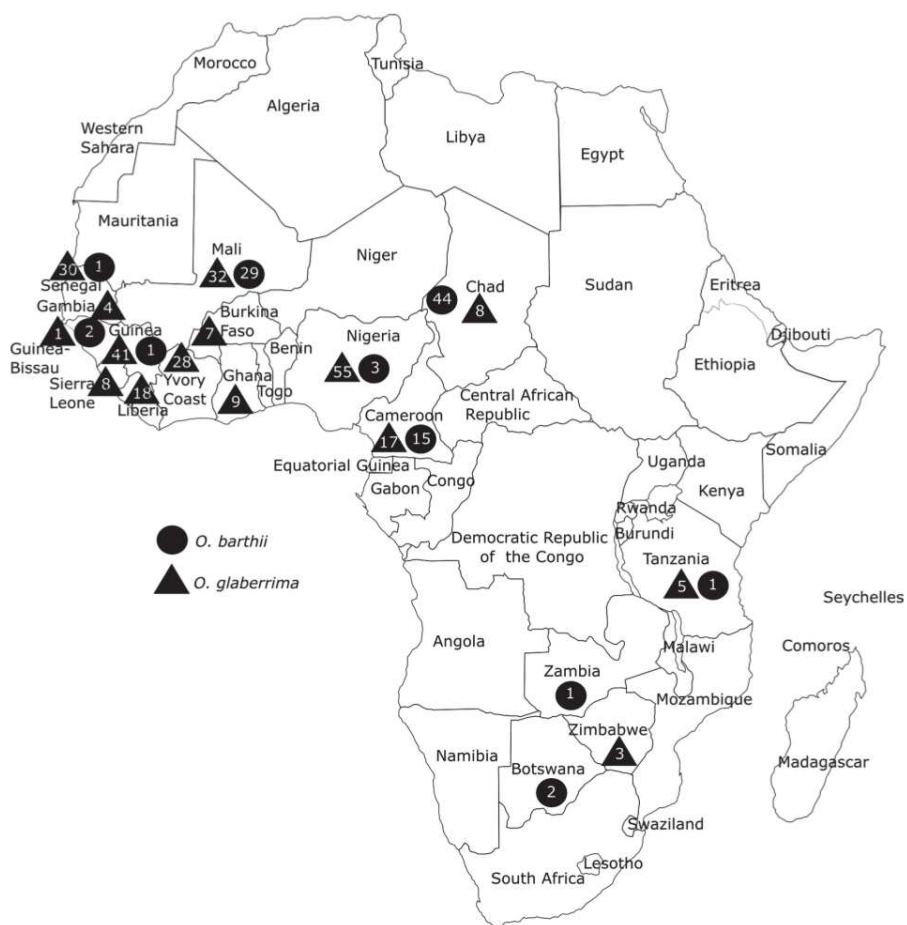 Morocco
Tunisia
Algeria
Libya
Egypt
Western
Sahara
Mauritania
Mali
32
29
Niger
Chad
44
8
Sudan
Eritrea
Djibouti
Ethiopia
Somalia
30
1
Senegal
Gambia
4
1
2
Guinea-
Bissau
Guinea
41
1
Burkina
Faso
7
Benin
Nigeria
55
3
28
Yvory
Coast
Ghana
9
Togo
8
Sierra
Leone
18
Liberia
Cameroon
17
15
Central African
Republic
Equatorial Guinea
Gabon
Congo
Uganda
Kenya
Rwanda
Burundi
Democratic Republic
of the Congo
Tanzania
5
1
O. barthii
O. glaberrima
Seychelles
Angola
Malawi
Comoros
Zambia
1
Mozambique
Zimbabwe
3
Namibia
Botswana
2
Madagascar
Swaziland
Lesotho
South Africa